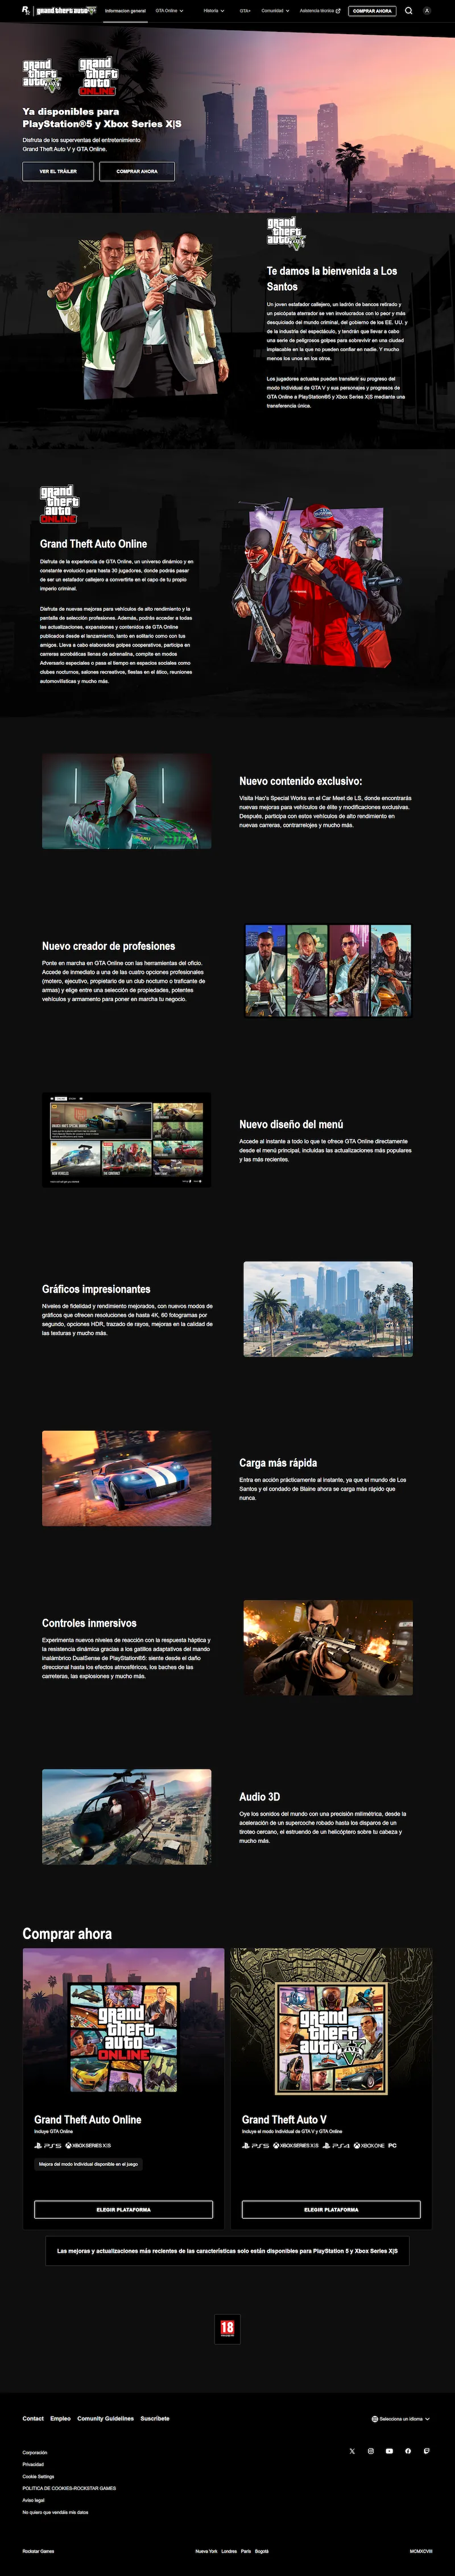 grand theft auto V
Información general
GTA Online
Historia
GTA+
Comunidad
Asistencia técnica
COMPRAR AHORA
grand theft auto V
grand theft auto ONLINE
Ya disponibles para
PlayStation®5 y Xbox Series X|S
Disfruta de los superventas del entretenimiento
Grand Theft Auto V y GTA Online.
VER EL TRÁILER
COMPRAR AHORA
grand theft auto V
Te damos la bienvenida a Los
Santos
Un joven estafador callejero, un ladrón de bancos retirado y
un psicópata aterrador se ven involucrados con lo peor y más
desquiciado del mundo criminal, del gobierno de los EE. UU. y
de la industria del espectáculo, y tendrán que llevar a cabo
una serie de peligrosos golpes para sobrevivir en una ciudad
implacable en la que no pueden confiar en nadie. Y mucho
menos los unos en los otros.
Los jugadores actuales pueden transferir su progreso del
modo Individual de GTA V y sus personajes y progresos de
GTA Online a PlayStation®5 y Xbox Series X|S mediante una
transferencia única.
grand theft auto ONLINE
Grand Theft Auto Online
Disfruta de la experiencia de GTA Online, un universo dinámico y en
constante evolución para hasta 30 jugadores, donde podrás pasar
de ser un estafador callejero a convertirte en el capo de tu propio
imperio criminal.
Disfruta de nuevas mejoras para vehículos de alto rendimiento y la
pantalla de selección profesiones. Además, podrás acceder a todas
las actualizaciones, expansiones y contenidos de GTA Online
publicados desde el lanzamiento, tanto en solitario como con tus
amigos. Lleva a cabo elaborados golpes cooperativos, participa en
carreras acrobáticas llenas de adrenalina, compite en modos
Adversario especiales o pasa el tiempo en espacios sociales como
clubes nocturnos, salones recreativos, fiestas en el ático, reuniones
automovilísticas y mucho más.
Nuevo contenido exclusivo:
Visita Hao's Special Works en el Car Meet de LS, donde encontrarás
nuevas mejoras para vehículos de élite y modificaciones exclusivas.
Después, participa con estos vehículos de alto rendimiento en
nuevas carreras, contrarrelojes y mucho más.
Nuevo creador de profesiones
Ponte en marcha en GTA Online con las herramientas del oficio.
Accede de inmediato a una de las cuatro opciones profesionales
(motero, ejecutivo, propietario de un club nocturno o traficante de
armas) y elige entre una selección de propiedades, potentes
vehículos y armamento para poner en marcha tu negocio.
Nuevo diseño del menú
Accede al instante a todo lo que te ofrece GTA Online directamente
desde el menú principal, incluidas las actualizaciones más populares
y las más recientes.
Gráficos impresionantes
Niveles de fidelidad y rendimiento mejorados, con nuevos modos de
gráficos que ofrecen resoluciones de hasta 4K, 60 fotogramas por
segundo, opciones HDR, trazado de rayos, mejoras en la calidad de
las texturas y mucho más.
Carga más rápida
Entra en acción prácticamente al instante, ya que el mundo de Los
Santos y el condado de Blaine ahora se carga más rápido que
nunca.
Controles inmersivos
Experimenta nuevos niveles de reacción con la respuesta háptica y
la resistencia dinámica gracias a los gatillos adaptativos del mando
inalámbrico DualSense de PlayStation®5: siente desde el daño
direccional hasta los efectos atmosféricos, los baches de las
carreteras, las explosiones y mucho más.
Audio 3D
Oye los sonidos del mundo con una precisión milimétrica, desde la
aceleración de un supercoche robado hasta los disparos de un
tiroteo cercano, el estruendo de un helicóptero sobre tu cabeza y
mucho más.
Comprar ahora
grand theft auto ONLINE
grand theft auto V
Grand Theft Auto Online
Incluye GTA Online
PS5 XBOX SERIES X|S
Mejora del modo Individual disponible en el juego
ELEGIR PLATAFORMA
Grand Theft Auto V
Incluye el modo Individual de GTA V y GTA Online
PS5 XBOX SERIES X|S PS4 XBOX ONE PC
ELEGIR PLATAFORMA
Las mejoras y actualizaciones más recientes de las características solo están disponibles para PlayStation 5 y Xbox Series X|S
18
Contact Empleo Comunity Guidelines Suscríbete
Selecciona un idioma
Corporación
Privacidad
Cookie Settings
POLITICA DE COOKIES-ROCKSTAR GAMES
Aviso legal
No quiero que vendáis mis datos
Rockstar Games
Nueva York Londres París Bogotá
MCMXCVIII